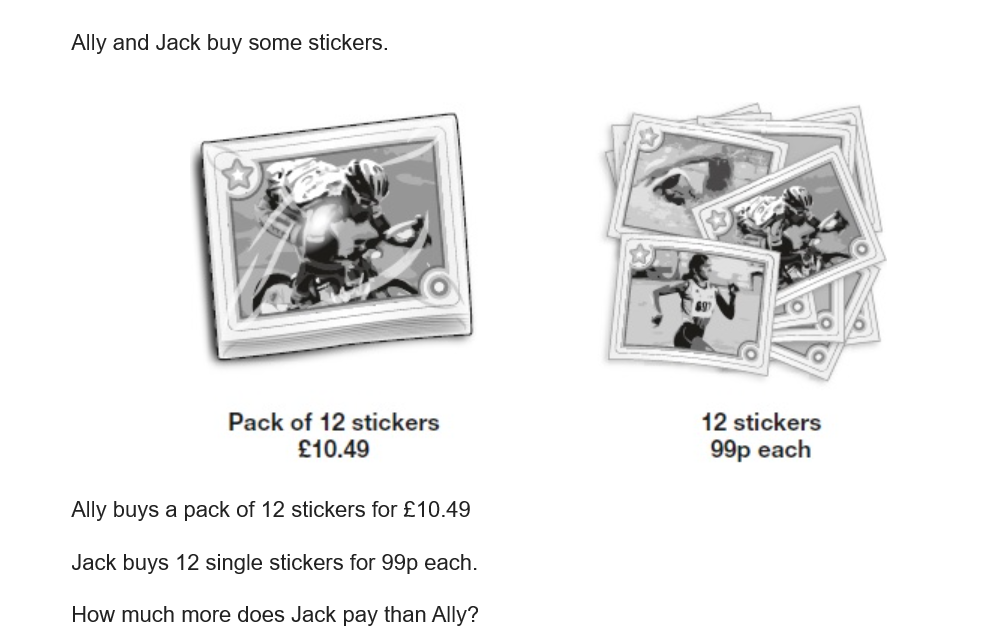 Ally and Jack buy some stickers.
Pack of 12 stickers
£10.49
12 stickers
99p each
Ally buys a pack of 12 stickers for £10.49
Jack buys 12 single stickers for 99p each.
How much more does Jack pay than Ally?